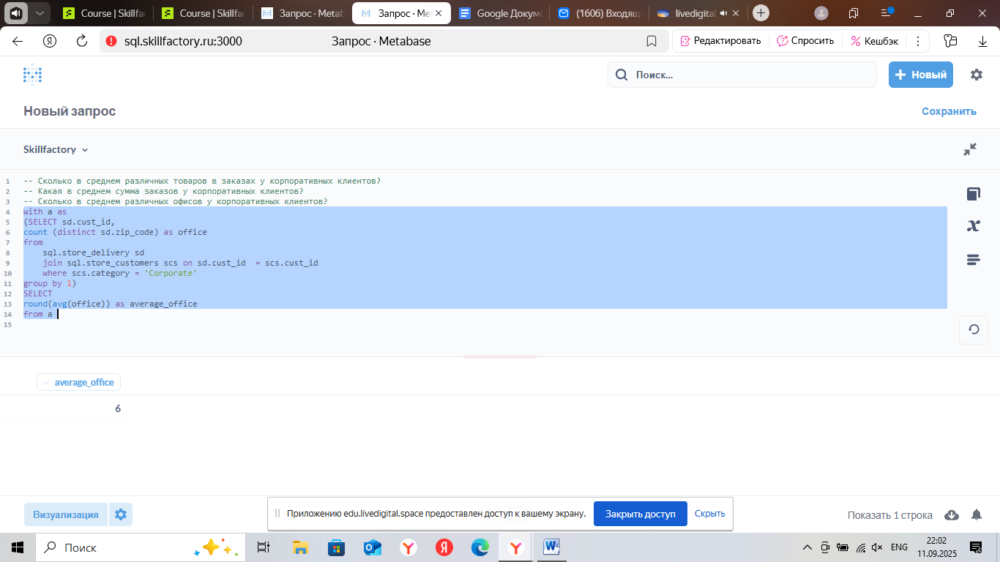 Course | Skillfac
Course | Skillfac
Запрос · Metab
Запрос · Me
Google Докум
(1606) Входящ
livedigital
sql.skillfactory.ru:3000
Запрос · Metabase
Редактировать
Спросить
Кешбэк
Поиск...
+ Новый
Новый запрос
Сохранить
Skillfactory
1 -- Сколько в среднем различных товаров в заказах у корпоративных клиентов?
2 -- Какая в среднем сумма заказов у корпоративных клиентов?
3 -- Сколько в среднем различных офисов у корпоративных клиентов?
4 with a as
5 (SELECT sd.cust_id,
6 count (distinct sd.zip_code) as office
7 from
8 sql.store_delivery sd
9 join sql.store_customers scs on sd.cust_id  = scs.cust_id
10 where scs.category = 'Corporate'
11 group by 1)
12 SELECT
13 round(avg(office)) as average_office
14 from a
15
average_office
6
Визуализация
Приложению edu.livedigital.space предоставлен доступ к вашему экрану.
Закрыть доступ
Скрыть
Показать 1 строка
Поиск
ENG
22:02
11.09.2025